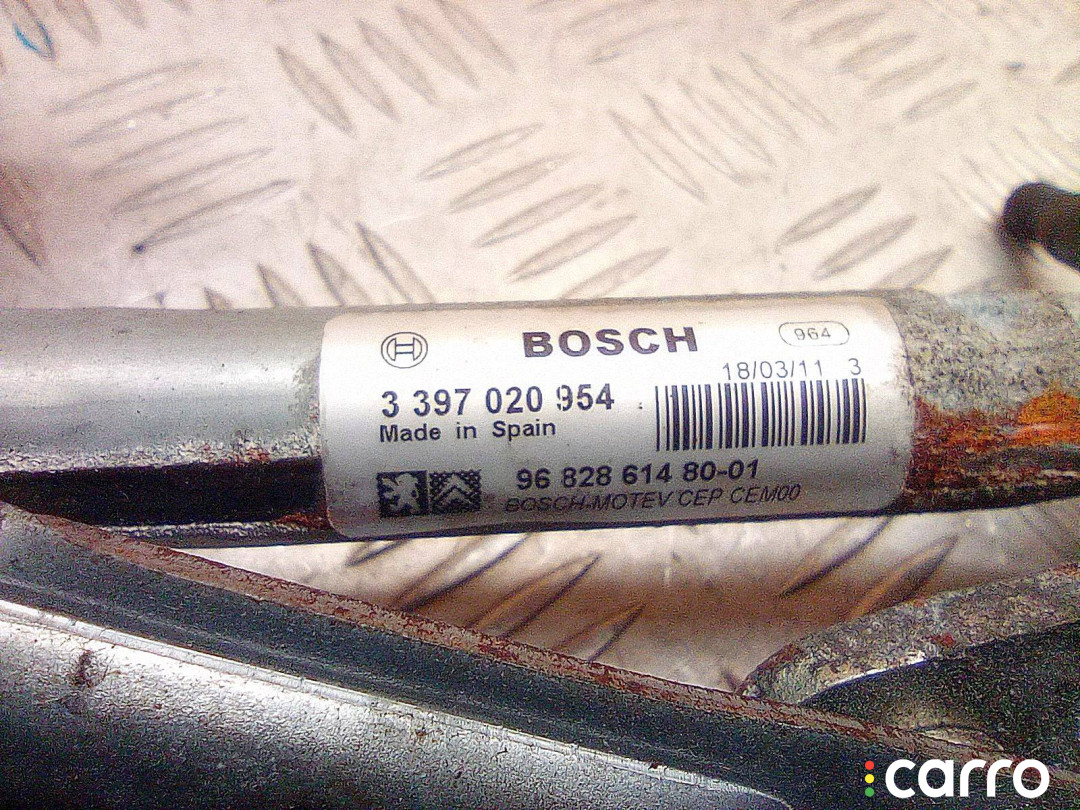 BOSCH 964
18/03/11 3
3 397 020 954
Made in Spain
96 828 614 80-01
BOSCH-MOTEV CEP CEM00
carro